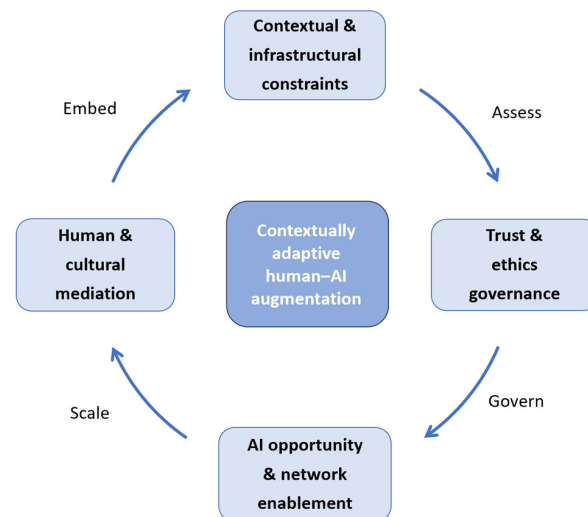 Contextual &
infrastructural
constraints
Embed
Assess
Human &
cultural
mediation
Contextually
adaptive
human–AI
augmentation
Trust &
ethics
governance
Scale
Govern
AI opportunity
& network
enablement